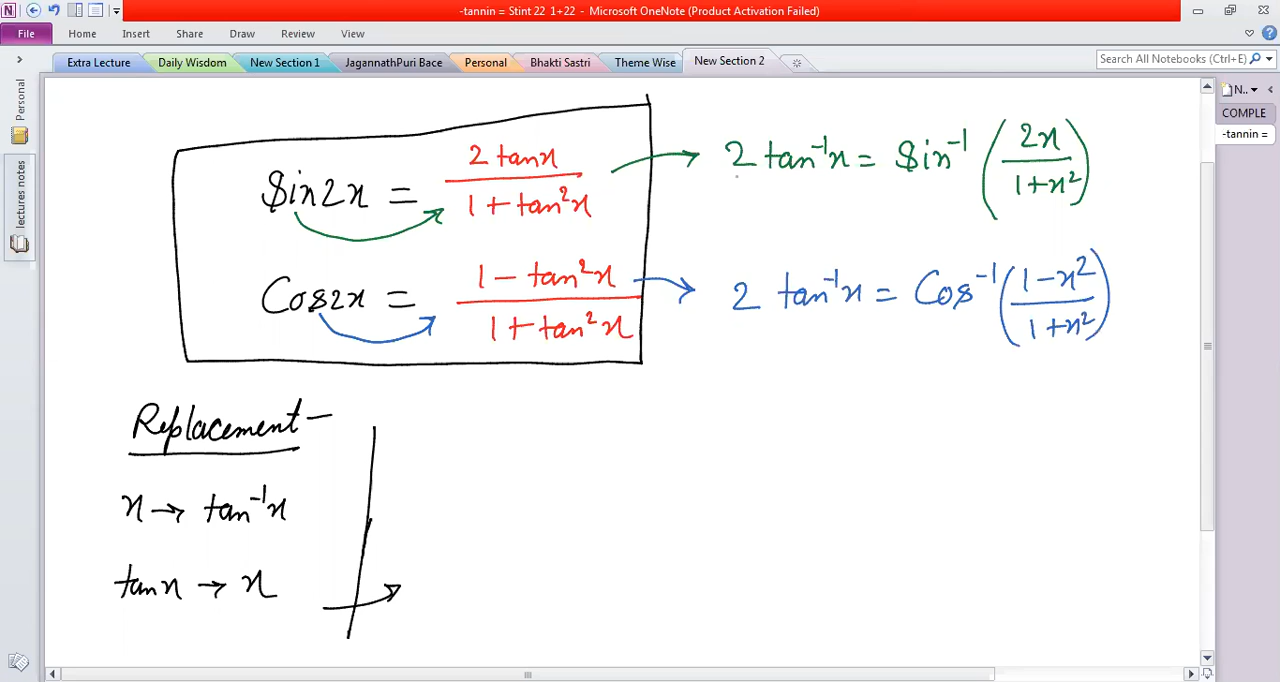 -tannin = Stint 22 1+22 - Microsoft OneNote (Product Activation Failed)
File Home Insert Share Draw Review View
Extra Lecture Daily Wisdom New Section 1 JagannathPuri Bace Personal Bhakti Sastri Theme Wise New Section 2 Search All Notebooks (Ctrl+E)
N..
COMPLE
-tannin =
Personal
lectures notes
Sin2x = 2 tanx / 1 + tan²x → 2 tan⁻¹x = Sin⁻¹ (2x / 1+x²)
Cos2x = 1 - tan²x / 1 + tan²x → 2 tan⁻¹x = Cos⁻¹ (1-x² / 1+x²)
Replacement -
x → tan⁻¹x
tanx → x